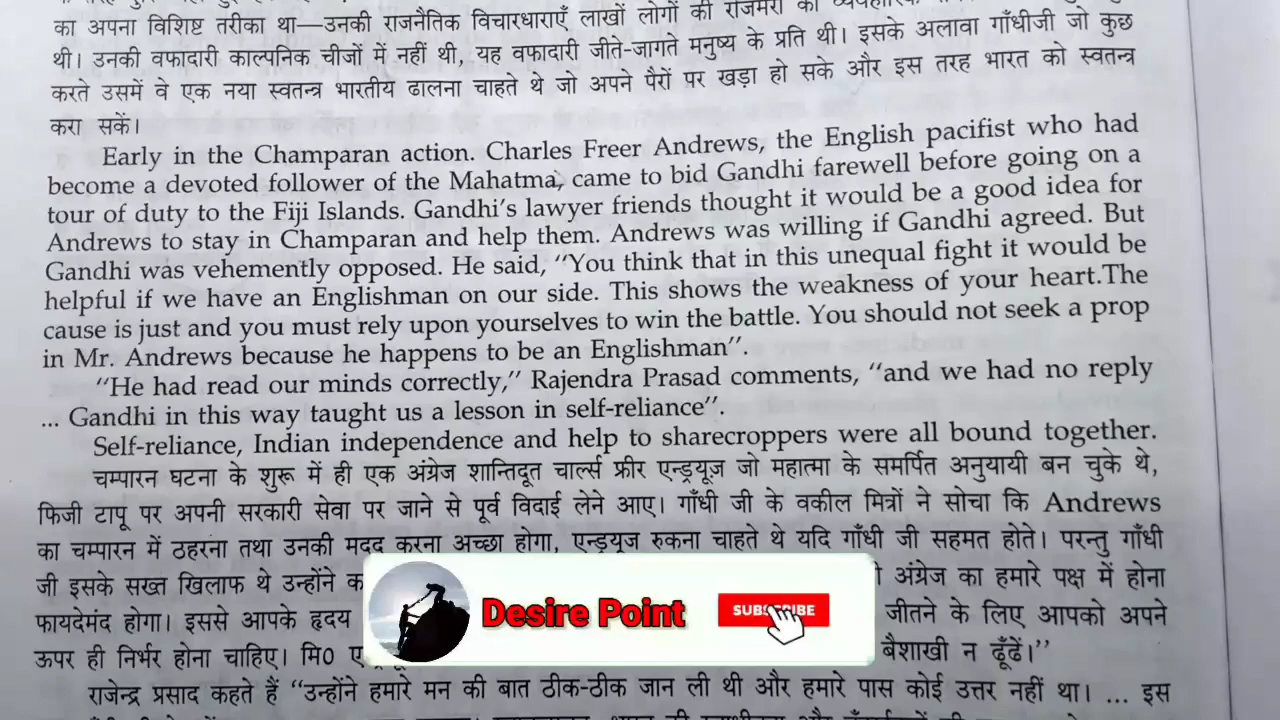 का अपना विशिष्ट तरीका था—उनकी राजनैतिक विचारधाराएँ लाखों लोगों की रोजमर्रा की
थी। उनकी वफादारी काल्पनिक चीजों में नहीं थी, यह वफादारी जीते-जागते मनुष्य के प्रति थी। इसके अलावा गाँधीजी जो कुछ
करते उसमें वे एक नया स्वतन्त्र भारतीय ढालना चाहते थे जो अपने पैरों पर खड़ा हो सके और इस तरह भारत को स्वतन्त्र
करा सकें।
Early in the Champaran action. Charles Freer Andrews, the English pacifist who had
become a devoted follower of the Mahatma, came to bid Gandhi farewell before going on a
tour of duty to the Fiji Islands. Gandhi's lawyer friends thought it would be a good idea for
Andrews to stay in Champaran and help them. Andrews was willing if Gandhi agreed. But
Gandhi was vehemently opposed. He said, "You think that in this unequal fight it would be
helpful if we have an Englishman on our side. This shows the weakness of your heart.The
cause is just and you must rely upon yourselves to win the battle. You should not seek a prop
in Mr. Andrews because he happens to be an Englishman".
"He had read our minds correctly," Rajendra Prasad comments, "and we had no reply
... Gandhi in this way taught us a lesson in self-reliance".
Self-reliance, Indian independence and help to sharecroppers were all bound together.
चम्पारन घटना के शुरू में ही एक अंग्रेज शान्तिदूत चार्ल्स फ्रीर एन्ड्रयूज़ जो महात्मा के समर्पित अनुयायी बन चुके थे,
फिजी टापू पर अपनी सरकारी सेवा पर जाने से पूर्व विदाई लेने आए। गाँधी जी के वकील मित्रों ने सोचा कि Andrews
का चम्पारन में ठहरना तथा उनकी मदद करना अच्छा होगा, एन्ड्रयूज रुकना चाहते थे यदि गाँधी जी सहमत होते। परन्तु गाँधी
जी इसके सख्त खिलाफ थे उन्होंने अंग्रेज का हमारे पक्ष में होना
फायदेमंद होगा। इससे आपके हृदय जीतने के लिए आपको अपने
ऊपर ही निर्भर होना चाहिए। मि0 बैशाखी न ढूँढें।"
Desire Point
SUBSCRIBE
राजेन्द्र प्रसाद कहते हैं "उन्होंने हमारे मन की बात ठीक-ठीक जान ली थी और हमारे पास कोई उत्तर नहीं था। ... इस